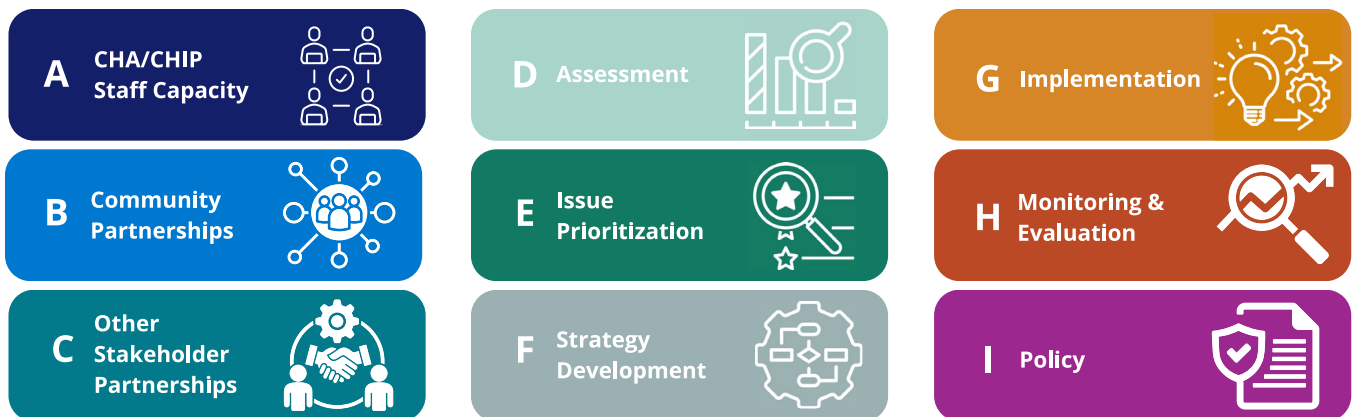 A
CHA/CHIP
Staff Capacity
B
Community
Partnerships
C
Other
Stakeholder
Partnerships
D
Assessment
E
Issue
Prioritization
F
Strategy
Development
G
Implementation
H
Monitoring &
Evaluation
I
Policy